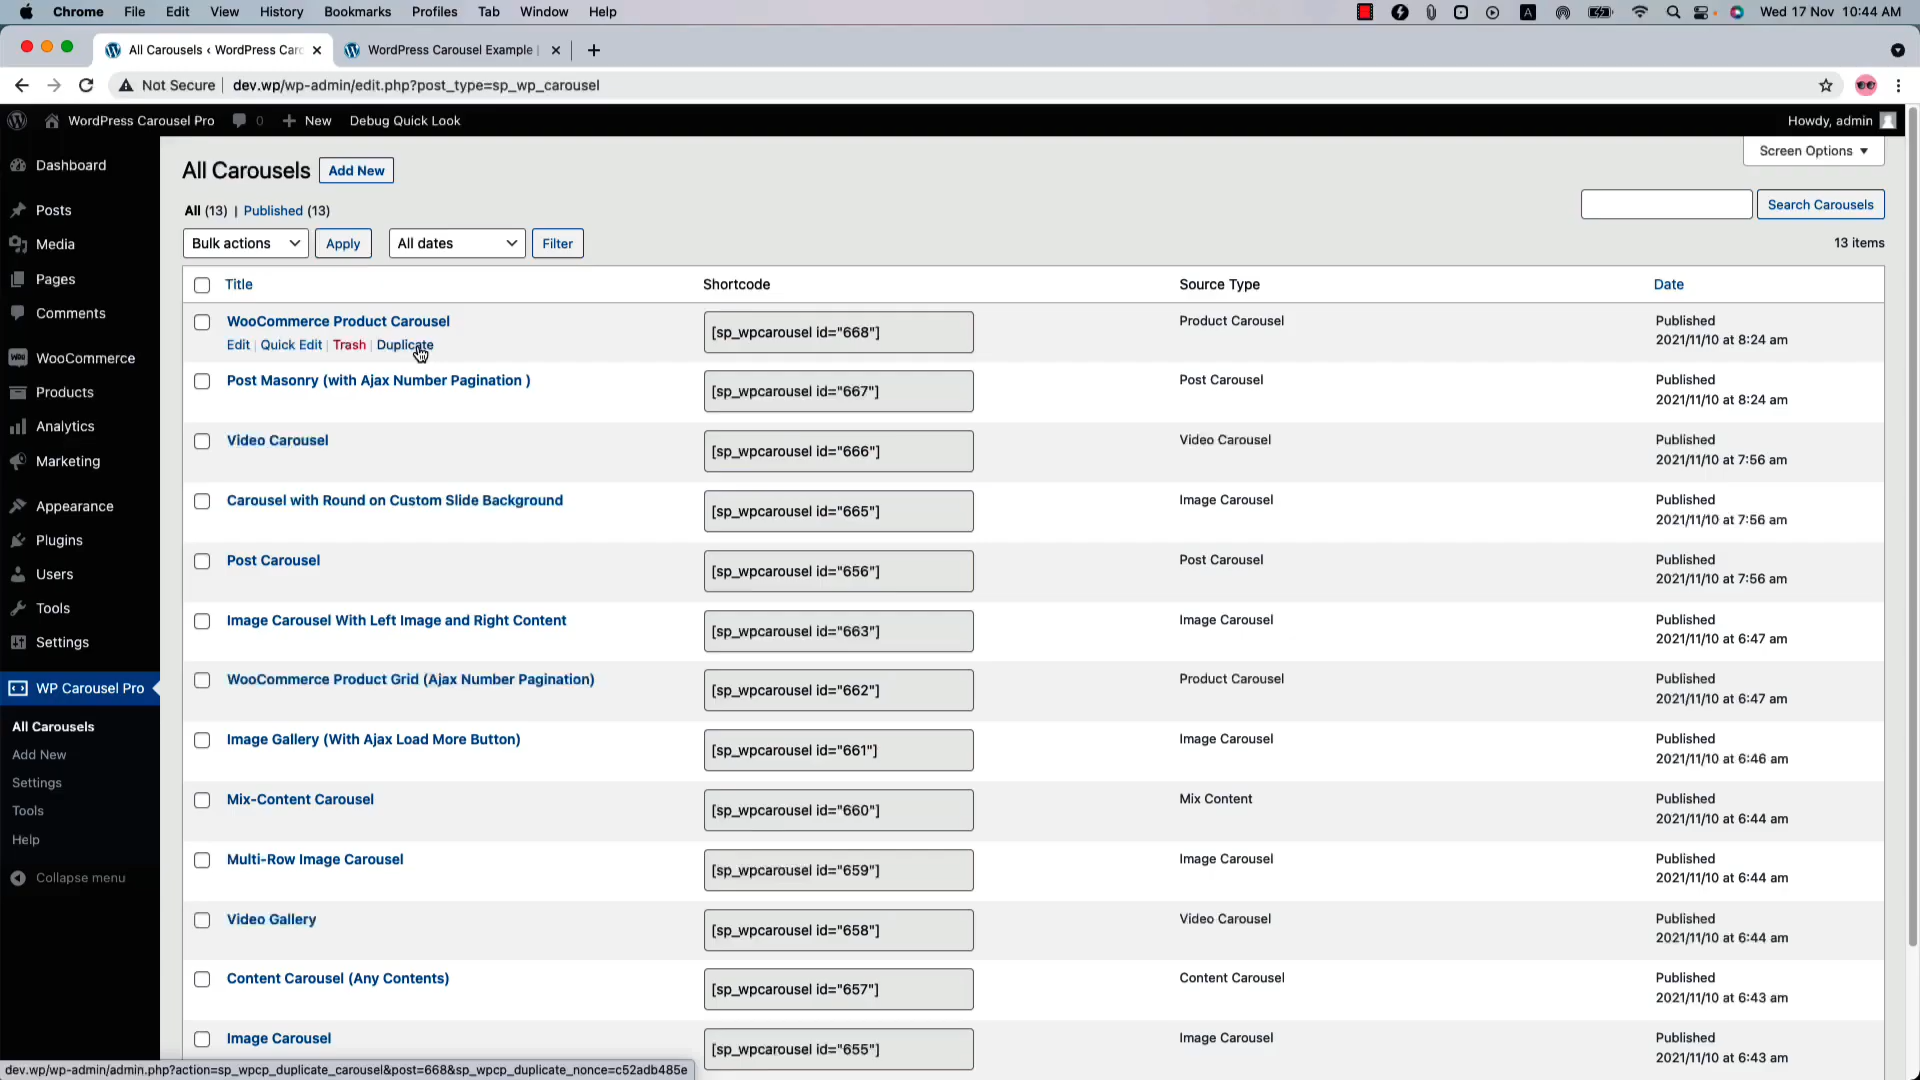 Chrome File Edit View History Bookmarks Profiles Tab Window Help A Wed 17 Nov 10:44 AM
All Carousels ‹ WordPress Car WordPress Carousel Example |
Not Secure dev.wp/wp-admin/edit.php?post_type=sp_wp_carousel
WordPress Carousel Pro 0 New Debug Quick Look Howdy, admin
Dashboard
Posts
Media
Pages
Comments
WooCommerce
Products
Analytics
Marketing
Appearance
Plugins
Users
Tools
Settings
WP Carousel Pro
All Carousels
Add New
Settings
Tools
Help
Collapse menu
Screen Options
All Carousels Add New
All (13) | Published (13)
Search Carousels
Bulk actions Apply All dates Filter 13 items
Title Shortcode Source Type Date
WooCommerce Product Carousel [sp_wpcarousel id="668"] Product Carousel Published
Edit | Quick Edit | Trash | Duplicate 2021/11/10 at 8:24 am
Post Masonry (with Ajax Number Pagination ) [sp_wpcarousel id="667"] Post Carousel Published
2021/11/10 at 8:24 am
Video Carousel [sp_wpcarousel id="666"] Video Carousel Published
2021/11/10 at 7:56 am
Carousel with Round on Custom Slide Background [sp_wpcarousel id="665"] Image Carousel Published
2021/11/10 at 7:56 am
Post Carousel [sp_wpcarousel id="656"] Post Carousel Published
2021/11/10 at 7:56 am
Image Carousel With Left Image and Right Content [sp_wpcarousel id="663"] Image Carousel Published
2021/11/10 at 6:47 am
WooCommerce Product Grid (Ajax Number Pagination) [sp_wpcarousel id="662"] Product Carousel Published
2021/11/10 at 6:47 am
Image Gallery (With Ajax Load More Button) [sp_wpcarousel id="661"] Image Carousel Published
2021/11/10 at 6:46 am
Mix-Content Carousel [sp_wpcarousel id="660"] Mix Content Published
2021/11/10 at 6:44 am
Multi-Row Image Carousel [sp_wpcarousel id="659"] Image Carousel Published
2021/11/10 at 6:44 am
Video Gallery [sp_wpcarousel id="658"] Video Carousel Published
2021/11/10 at 6:44 am
Content Carousel (Any Contents) [sp_wpcarousel id="657"] Content Carousel Published
2021/11/10 at 6:43 am
Image Carousel [sp_wpcarousel id="655"] Image Carousel Published
2021/11/10 at 6:43 am
dev.wp/wp-admin/admin.php?action=sp_wpcp_duplicate_carousel&post=668&sp_wpcp_duplicate_nonce=c52adb485e